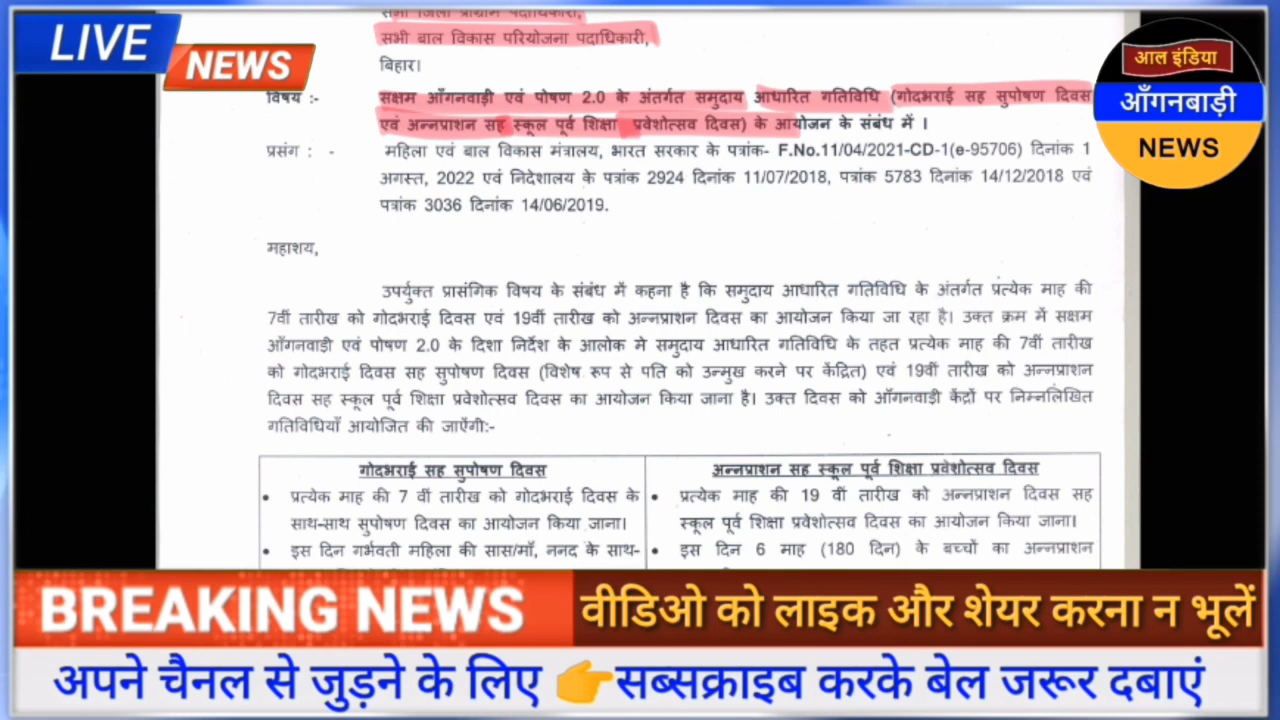 LIVE
NEWS
सभी जिला प्रोग्राम पदाधिकारी,
सभी बाल विकास परियोजना पदाधिकारी,
बिहार।
विषय :- सक्षम आँगनवाड़ी एवं पोषण 2.0 के अंतर्गत समुदाय आधारित गतिविधि (गोदभराई सह सुपोषण दिवस
एवं अन्नप्राशन सह स्कूल पूर्व शिक्षा प्रवेशोत्सव दिवस) के आयोजन के संबंध में ।
प्रसंग : - महिला एवं बाल विकास मंत्रालय, भारत सरकार के पत्रांक- F.No.11/04/2021-CD-1(e-95706) दिनांक 1
अगस्त, 2022 एवं निदेशालय के पत्रांक 2924 दिनांक 11/07/2018, पत्रांक 5783 दिनांक 14/12/2018 एवं
पत्रांक 3036 दिनांक 14/06/2019.
महाशय,
उपर्युक्त प्रासंगिक विषय के संबंध में कहना है कि समुदाय आधारित गतिविधि के अंतर्गत प्रत्येक माह की
7वीं तारीख को गोदभराई दिवस एवं 19वीं तारीख को अन्नप्राशन दिवस का आयोजन किया जा रहा है। उक्त क्रम में सक्षम
आँगनवाड़ी एवं पोषण 2.0 के दिशा निर्देश के आलोक मे समुदाय आधारित गतिविधि के तहत प्रत्येक माह की 7वीं तारीख
को गोदभराई दिवस सह सुपोषण दिवस (विशेष रूप से पति को उन्मुख करने पर केंद्रित) एवं 19वीं तारीख को अन्नप्राशन
दिवस सह स्कूल पूर्व शिक्षा प्रवेशोत्सव दिवस का आयोजन किया जाना है। उक्त दिवस को आँगनवाड़ी केंद्रों पर निम्नलिखित
गतिविधियाँ आयोजित की जाऐंगी:-
गोदभराई सह सुपोषण दिवस
• प्रत्येक माह की 7 वीं तारीख को गोदभराई दिवस के
साथ-साथ सुपोषण दिवस का आयोजन किया जाना।
• इस दिन गर्भवती महिला की सास/माँ, ननद के साथ-
अन्नप्राशन सह स्कूल पूर्व शिक्षा प्रवेशोत्सव दिवस
• प्रत्येक माह की 19 वीं तारीख को अन्नप्राशन दिवस सह
स्कूल पूर्व शिक्षा प्रवेशोत्सव दिवस का आयोजन किया जाना।
• इस दिन 6 माह (180 दिन) के बच्चों का अन्नप्राशन
आल इंडिया
आँगनबाड़ी
NEWS
BREAKING NEWS
वीडिओ को लाइक और शेयर करना न भूलें
अपने चैनल से जुड़ने के लिए 👉सब्सक्राइब करके बेल जरूर दबाएं